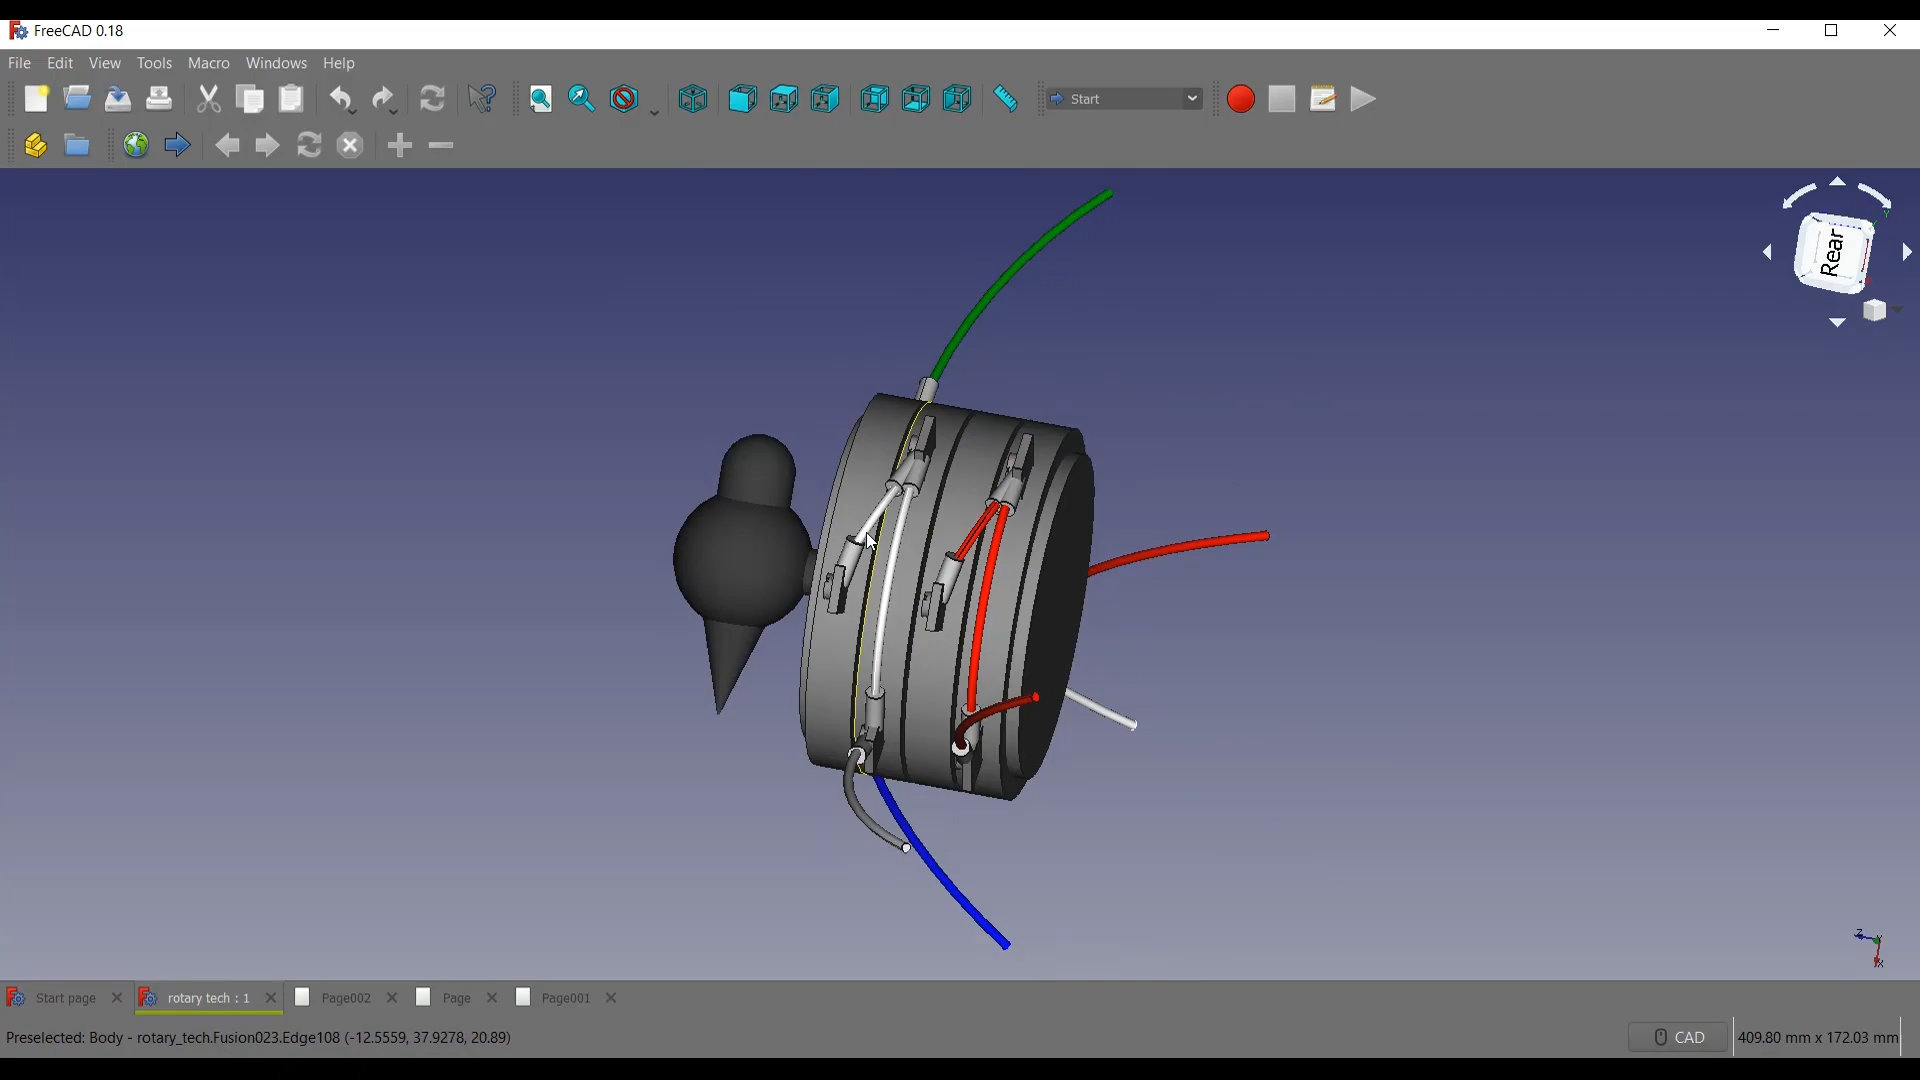 FreeCAD 0.18
File Edit View Tools Macro Windows Help
Start
Rear
Y
Z Y
X
Start page rotary tech : 1 Page002 Page Page001
Preselected: Body - rotary_tech.Fusion023.Edge108 (-12.5559, 37.9278, 20.89)
CAD 409.80 mm x 172.03 mm